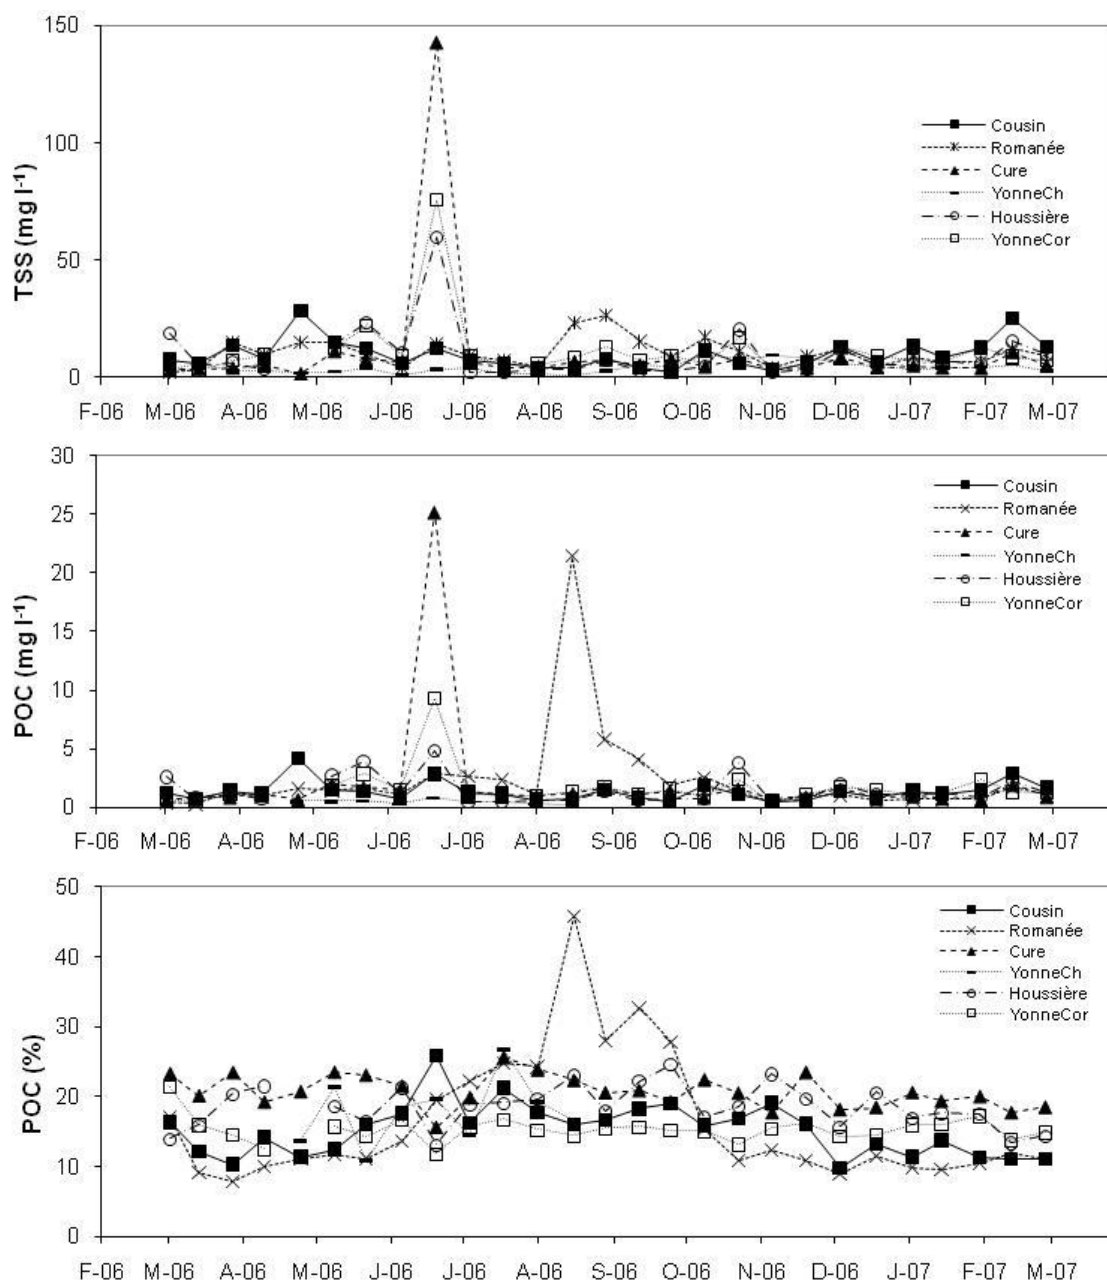 150
100
50
0
TSS (mg l⁻¹)
Cousin
Romanée
Cure
YonneCh
Houssière
YonneCor
F-06 M-06 A-06 M-06 J-06 J-06 A-06 S-06 O-06 N-06 D-06 J-07 F-07 M-07
30
25
20
15
10
5
0
POC (mg l⁻¹)
Cousin
Romanée
Cure
YonneCh
Houssière
YonneCor
F-06 M-06 A-06 M-06 J-06 J-06 A-06 S-06 O-06 N-06 D-06 J-07 F-07 M-07
50
40
30
20
10
0
POC (%)
Cousin
Romanée
Cure
YonneCh
Houssière
YonneCor
F-06 M-06 A-06 M-06 J-06 J-06 A-06 S-06 O-06 N-06 D-06 J-07 F-07 M-07